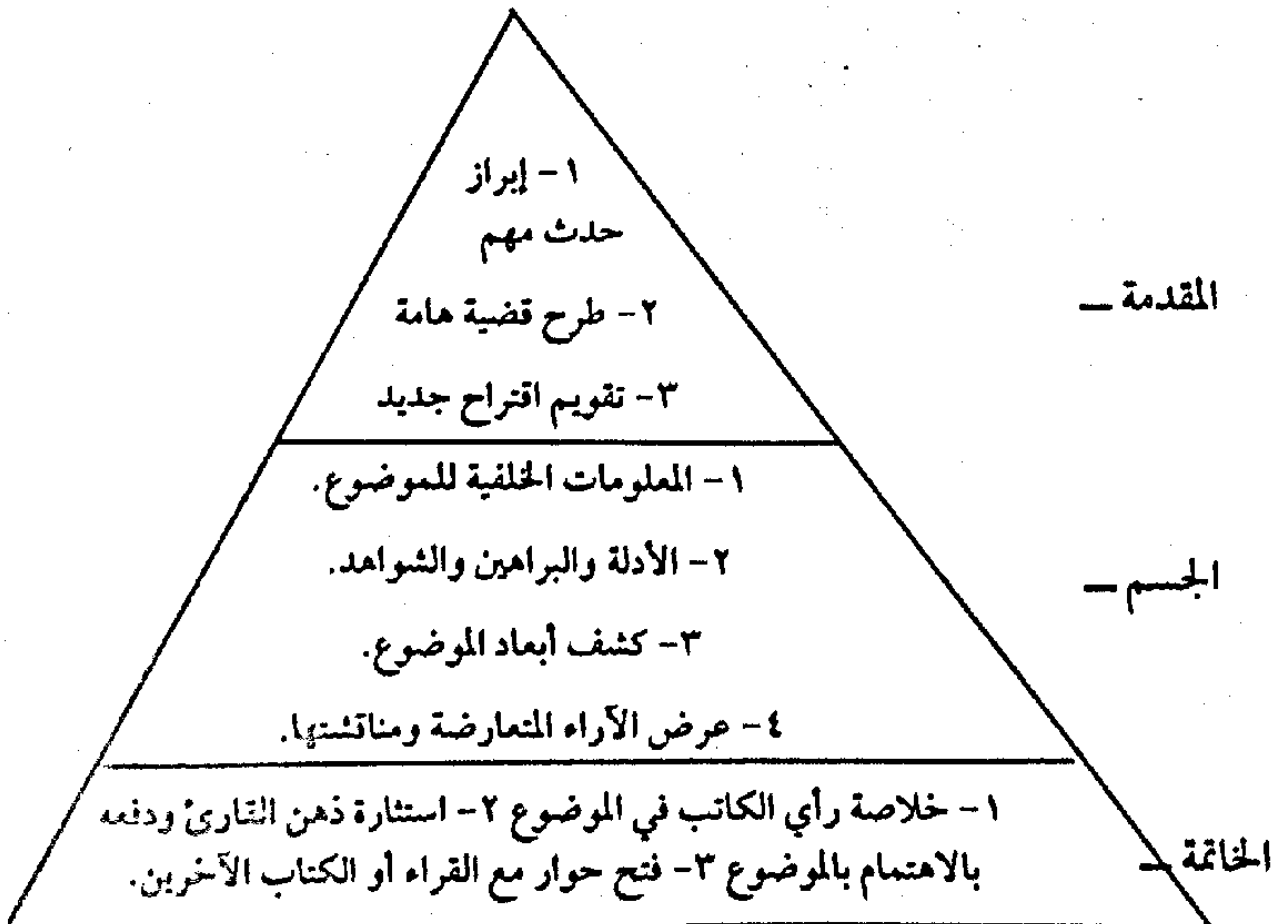 ١- إبراز
حدث مهم
المقدمة –
٢- طرح قضية هامة
٣- تقويم اقتراح جديد
١- المعلومات الخلفية للموضوع.
٢- الأدلة والبراهين والشواهد.
الجسم –
٣- كشف أبعاد الموضوع.
٤- عرض الآراء المتعارضة ومناقشتها.
١- خلاصة رأي الكاتب في الموضوع ٢- استثارة ذهن القارئ ودفعه
الخاتمة –
بالاهتمام بالموضوع ٣- فتح حوار مع القراء أو الكتاب الآخرين.